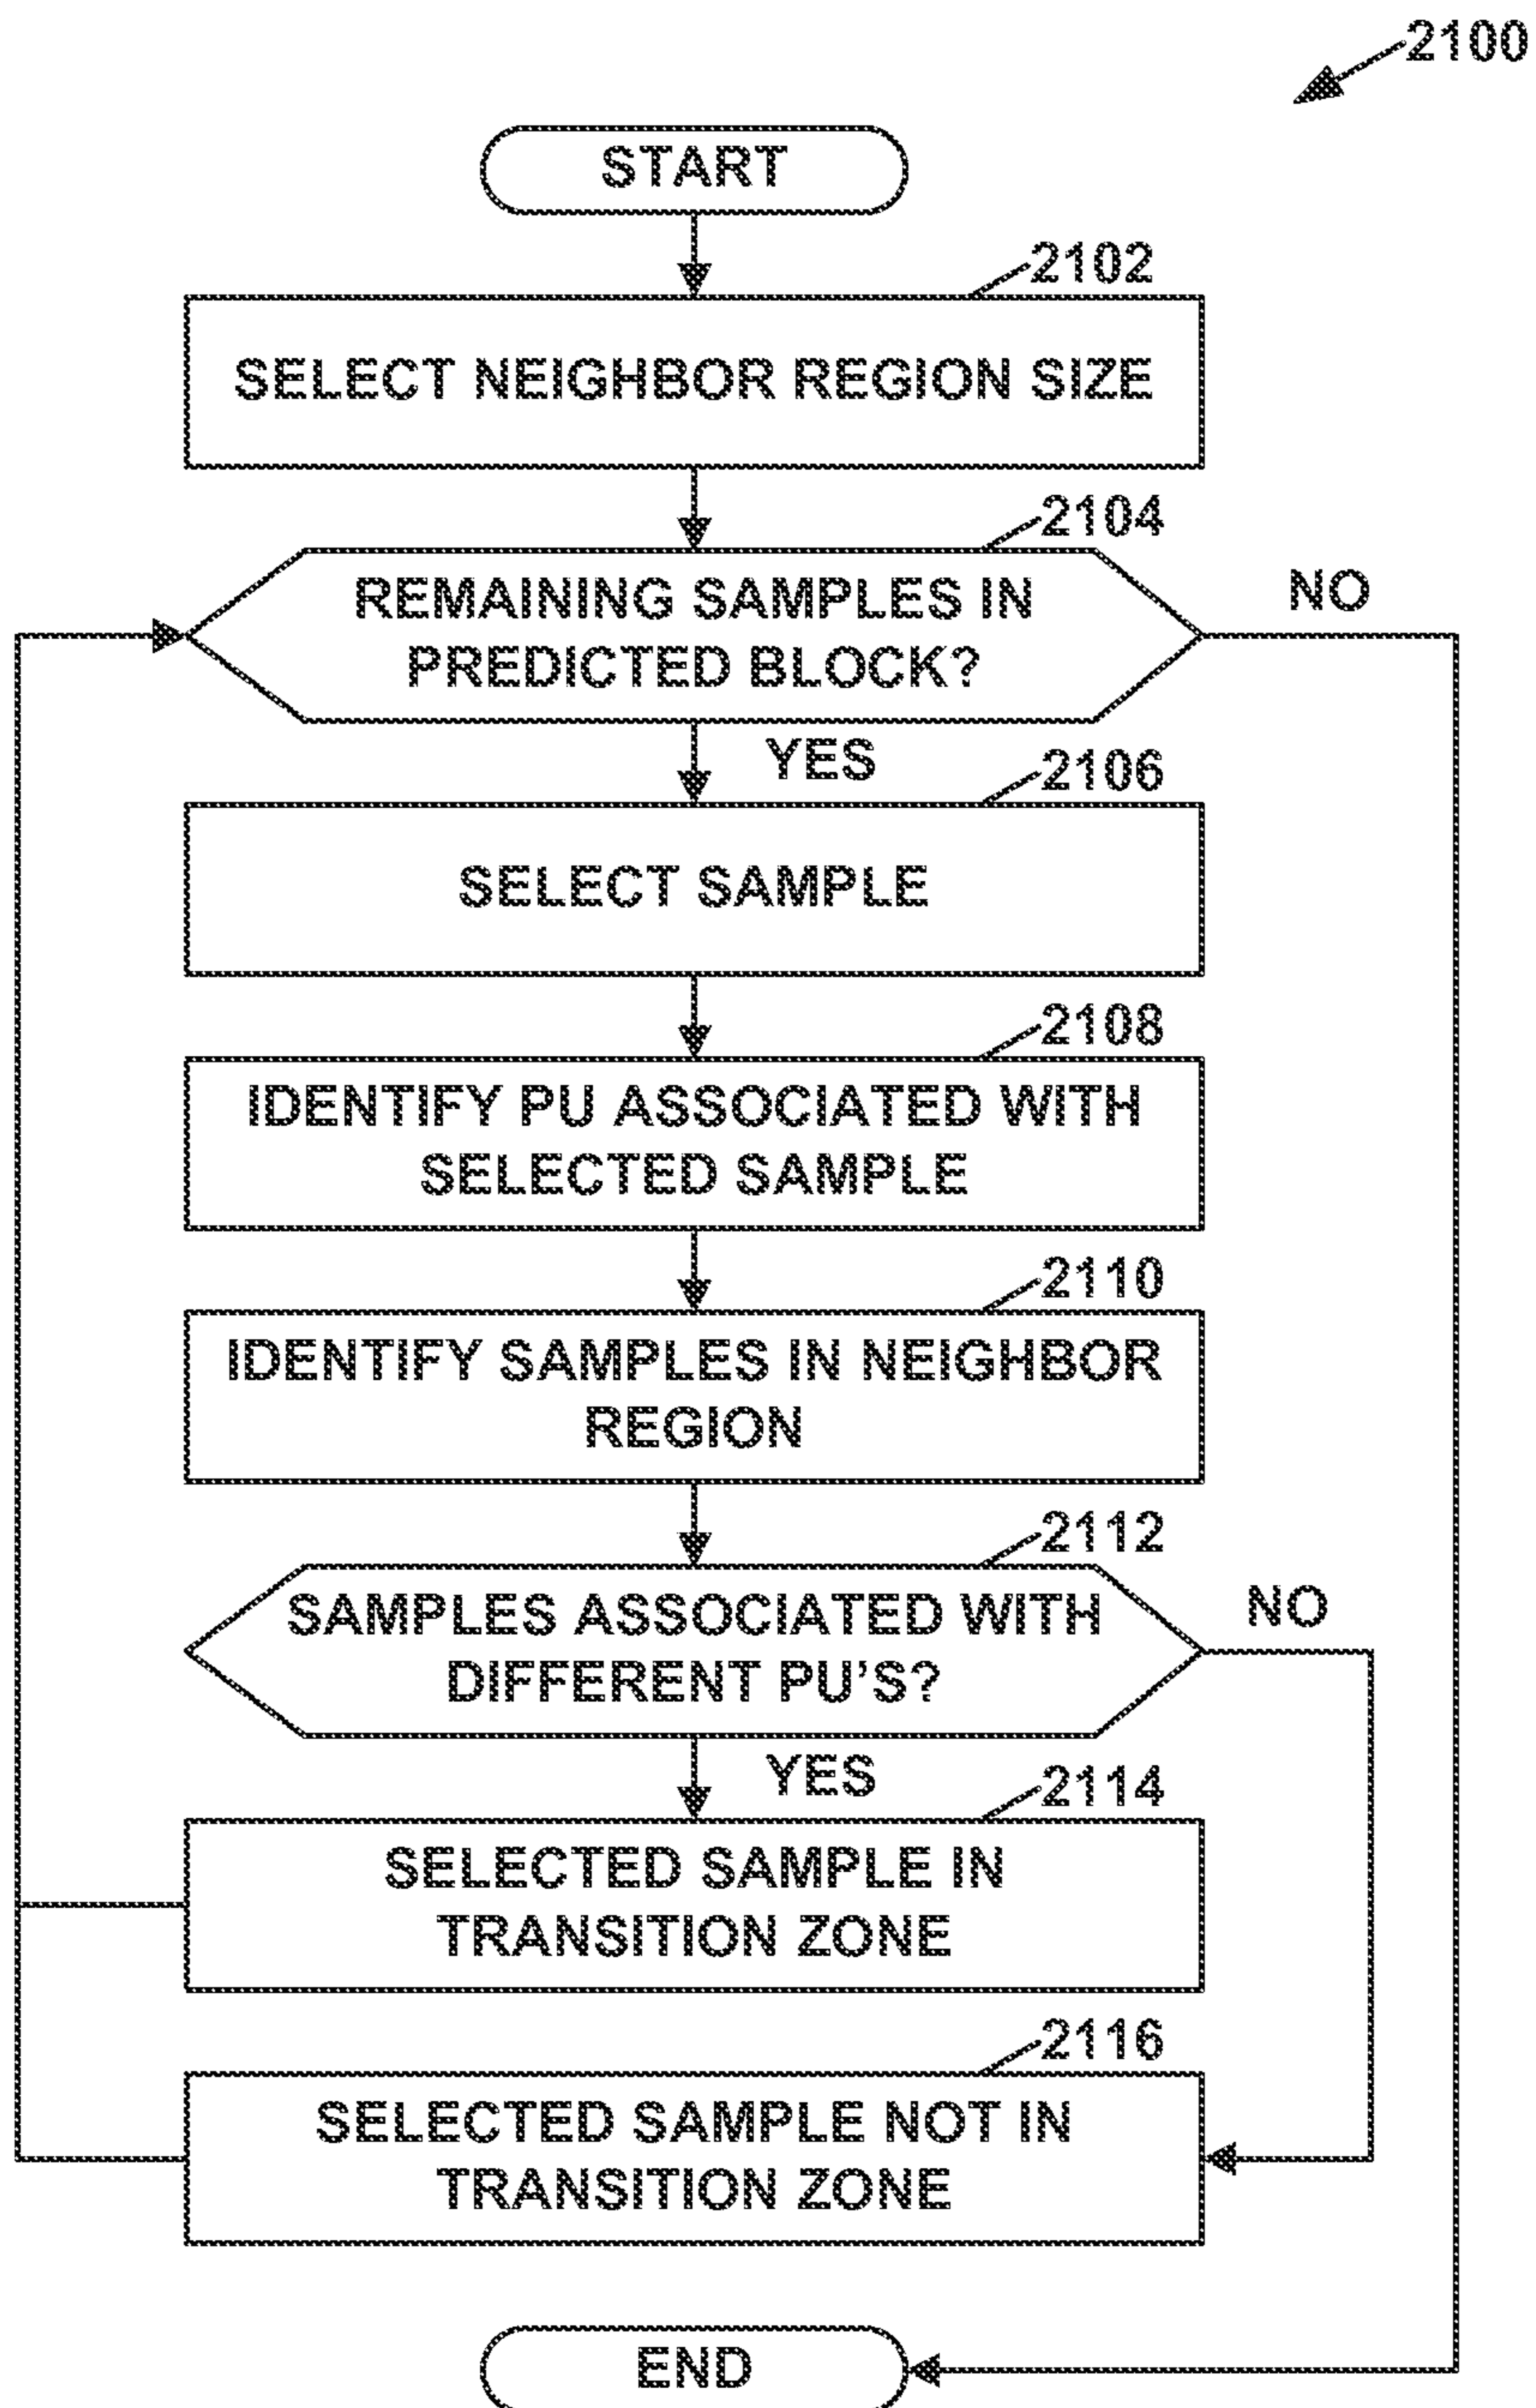 2100
START
2102
SELECT NEIGHBOR REGION SIZE
2104
REMAINING SAMPLES IN
PREDICTED BLOCK?
NO
YES
2106
SELECT SAMPLE
2108
IDENTIFY PU ASSOCIATED WITH
SELECTED SAMPLE
2110
IDENTIFY SAMPLES IN NEIGHBOR
REGION
2112
SAMPLES ASSOCIATED WITH
DIFFERENT PU'S?
NO
YES
2114
SELECTED SAMPLE IN
TRANSITION ZONE
2116
SELECTED SAMPLE NOT IN
TRANSITION ZONE
END